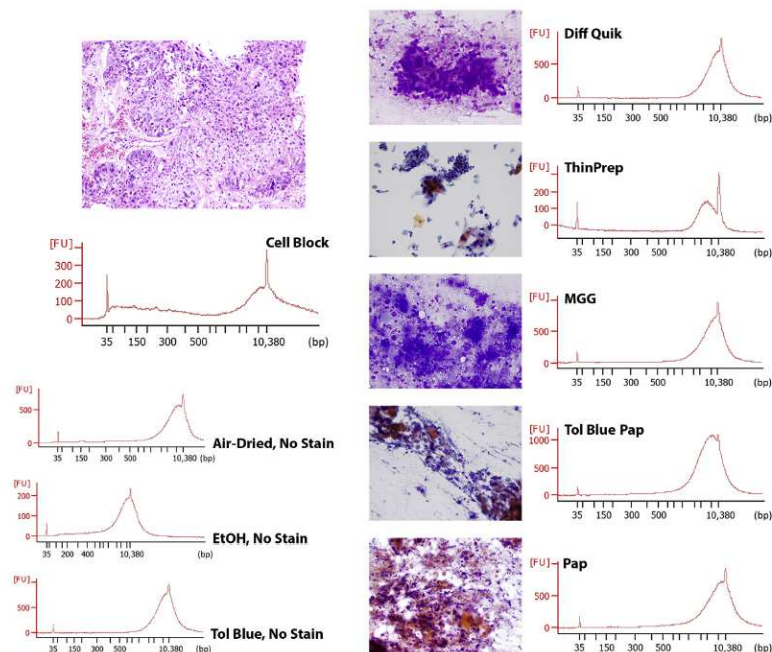 Cell Block
[FU]
300
200
100
0
35 150 300 500 10,380 (bp)
[FU]
500
0
35 150 300 500 10,380 (bp)
Air-Dried, No Stain
[FU]
200
100
0
35 200 400 10,380 (bp)
EtOH, No Stain
[FU]
500
0
35 150 300 500 10,380 (bp)
Tol Blue, No Stain
Diff Quik
[FU]
500
0
35 150 300 500 10,380 (bp)
ThinPrep
[FU]
200
100
0
35 150 300 500 10,380 (bp)
MGG
[FU]
500
0
35 150 300 500 10,380 (bp)
Tol Blue Pap
[FU]
1000
500
0
35 150 300 500 10,380 (bp)
Pap
[FU]
500
0
35 150 300 500 10,380 (bp)